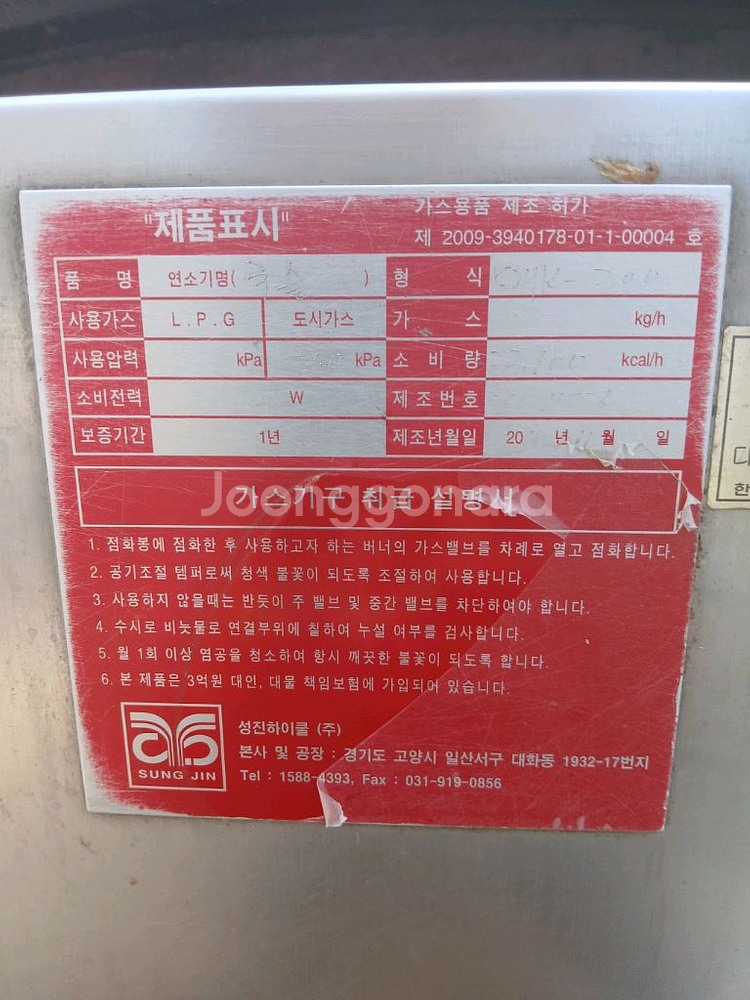 "제품표시"
가스용품 제조 허가
제 2009-3940178-01-1-00004 호
품 명 연소기명( ) 형 식
사용가스 L.P.G 도시가스 가 스 kg/h
사용압력 kPa kPa 소 비 량 kcal/h
소비전력 W 제조번호
보증기간 1년 제조년월일 20 년 월 일
가스기구 취급 설명서
Joonggonara
1. 점화봉에 점화한 후 사용하고자 하는 버너의 가스밸브를 차례로 열고 점화합니다.
2. 공기조절 템퍼로써 청색 불꽃이 되도록 조절하여 사용합니다.
3. 사용하지 않을때는 반듯이 주 밸브 및 중간 밸브를 차단하여야 합니다.
4. 수시로 비눗물로 연결부위에 칠하여 누설 여부를 검사합니다.
5. 월 1회 이상 염공을 청소하여 항시 깨끗한 불꽃이 되도록 합니다.
6. 본 제품은 3억원 대인, 대물 책임보험에 가입되어 있습니다.
SUNG JIN
성진하이쿨 (주)
본사 및 공장 : 경기도 고양시 일산서구 대화동 1932-17번지
Tel : 1588-4393, Fax : 031-919-0856